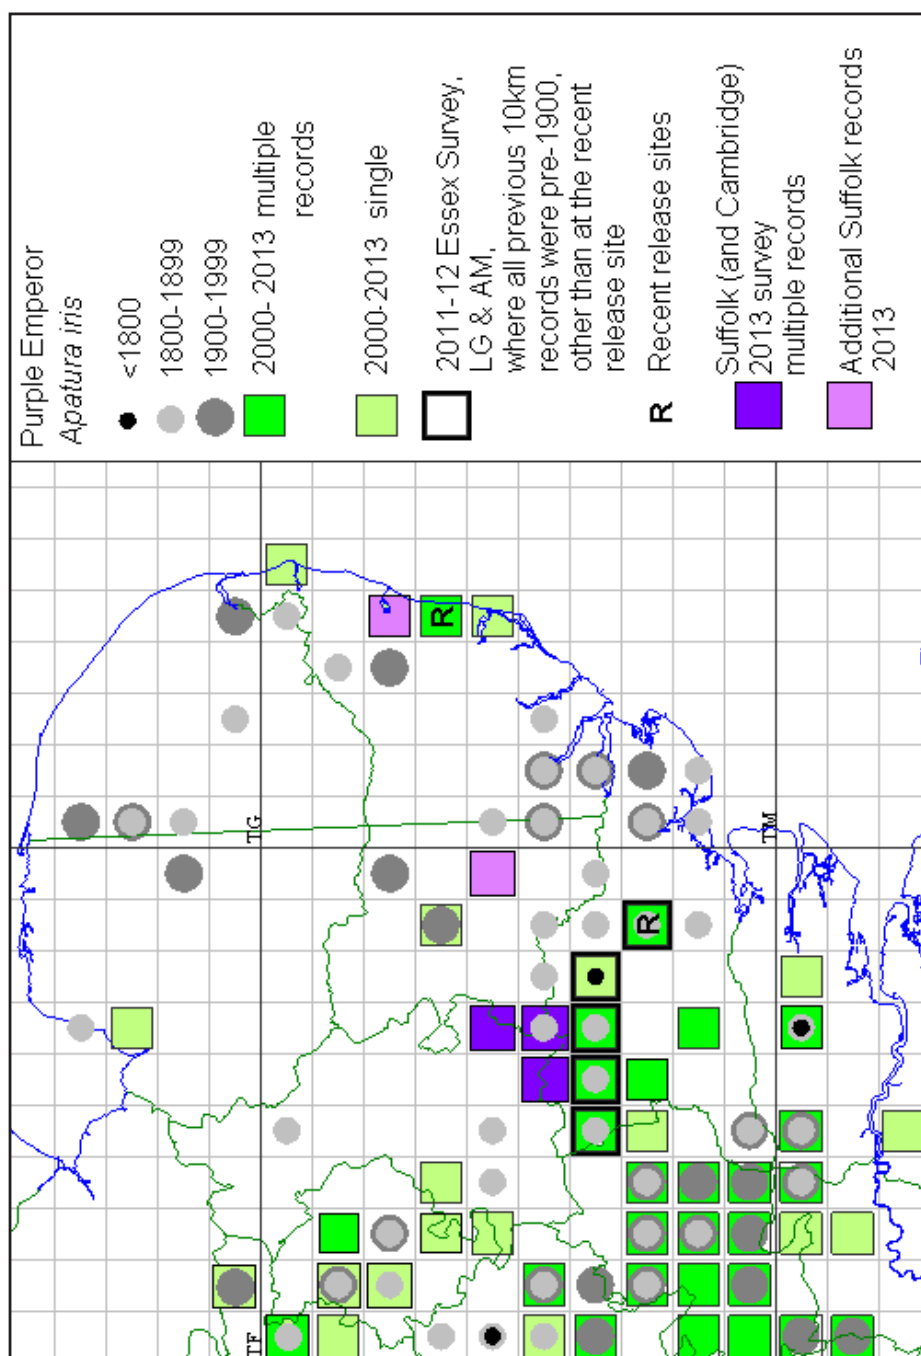 Purple Emperor
Apatura iris
<1800
1800-1899
1900-1999
2000- 2013 multiple
records
2000-2013 single
2011-12 Essex Survey,
LG & AM,
where all previous 10km
records were pre-1900,
other than at the recent
release site
R Recent release sites
Suffolk (and Cambridge)
2013 survey
multiple records
Additional Suffolk records
2013
R
R
TG
TM
TF